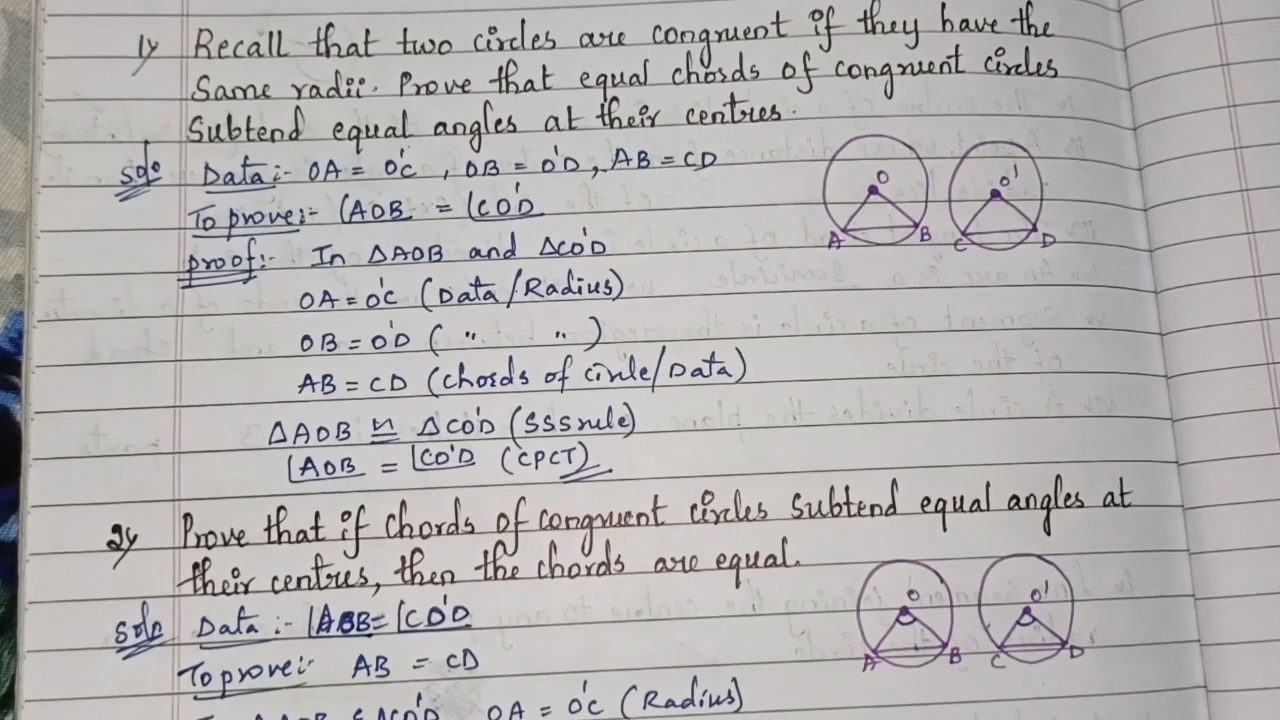 1) Recall that two circles are congruent if they have the
Same radii. Prove that equal chords of congruent circles
Subtend equal angles at their centres.
Soln Data:- OA = O'C, OB = O'D, AB = CD
To prove:- ∠AOB = ∠CO'D
Proof:- In ΔAOB and ΔCO'D
OA = O'C (Data/Radius)
OB = O'D ( " " )
AB = CD (Chords of circle/Data)
ΔAOB ≅ ΔCO'D (SSS rule)
∠AOB = ∠CO'D (CPCT)
O
A
B
O'
C
D
2) Prove that if chords of congruent circles subtend equal angles at
their centres, then the chords are equal.
Soln Data:- ∠AOB = ∠CO'D
To prove:- AB = CD
ΔCO'D OA = O'C (Radius)
O
A
B
O'
C
D